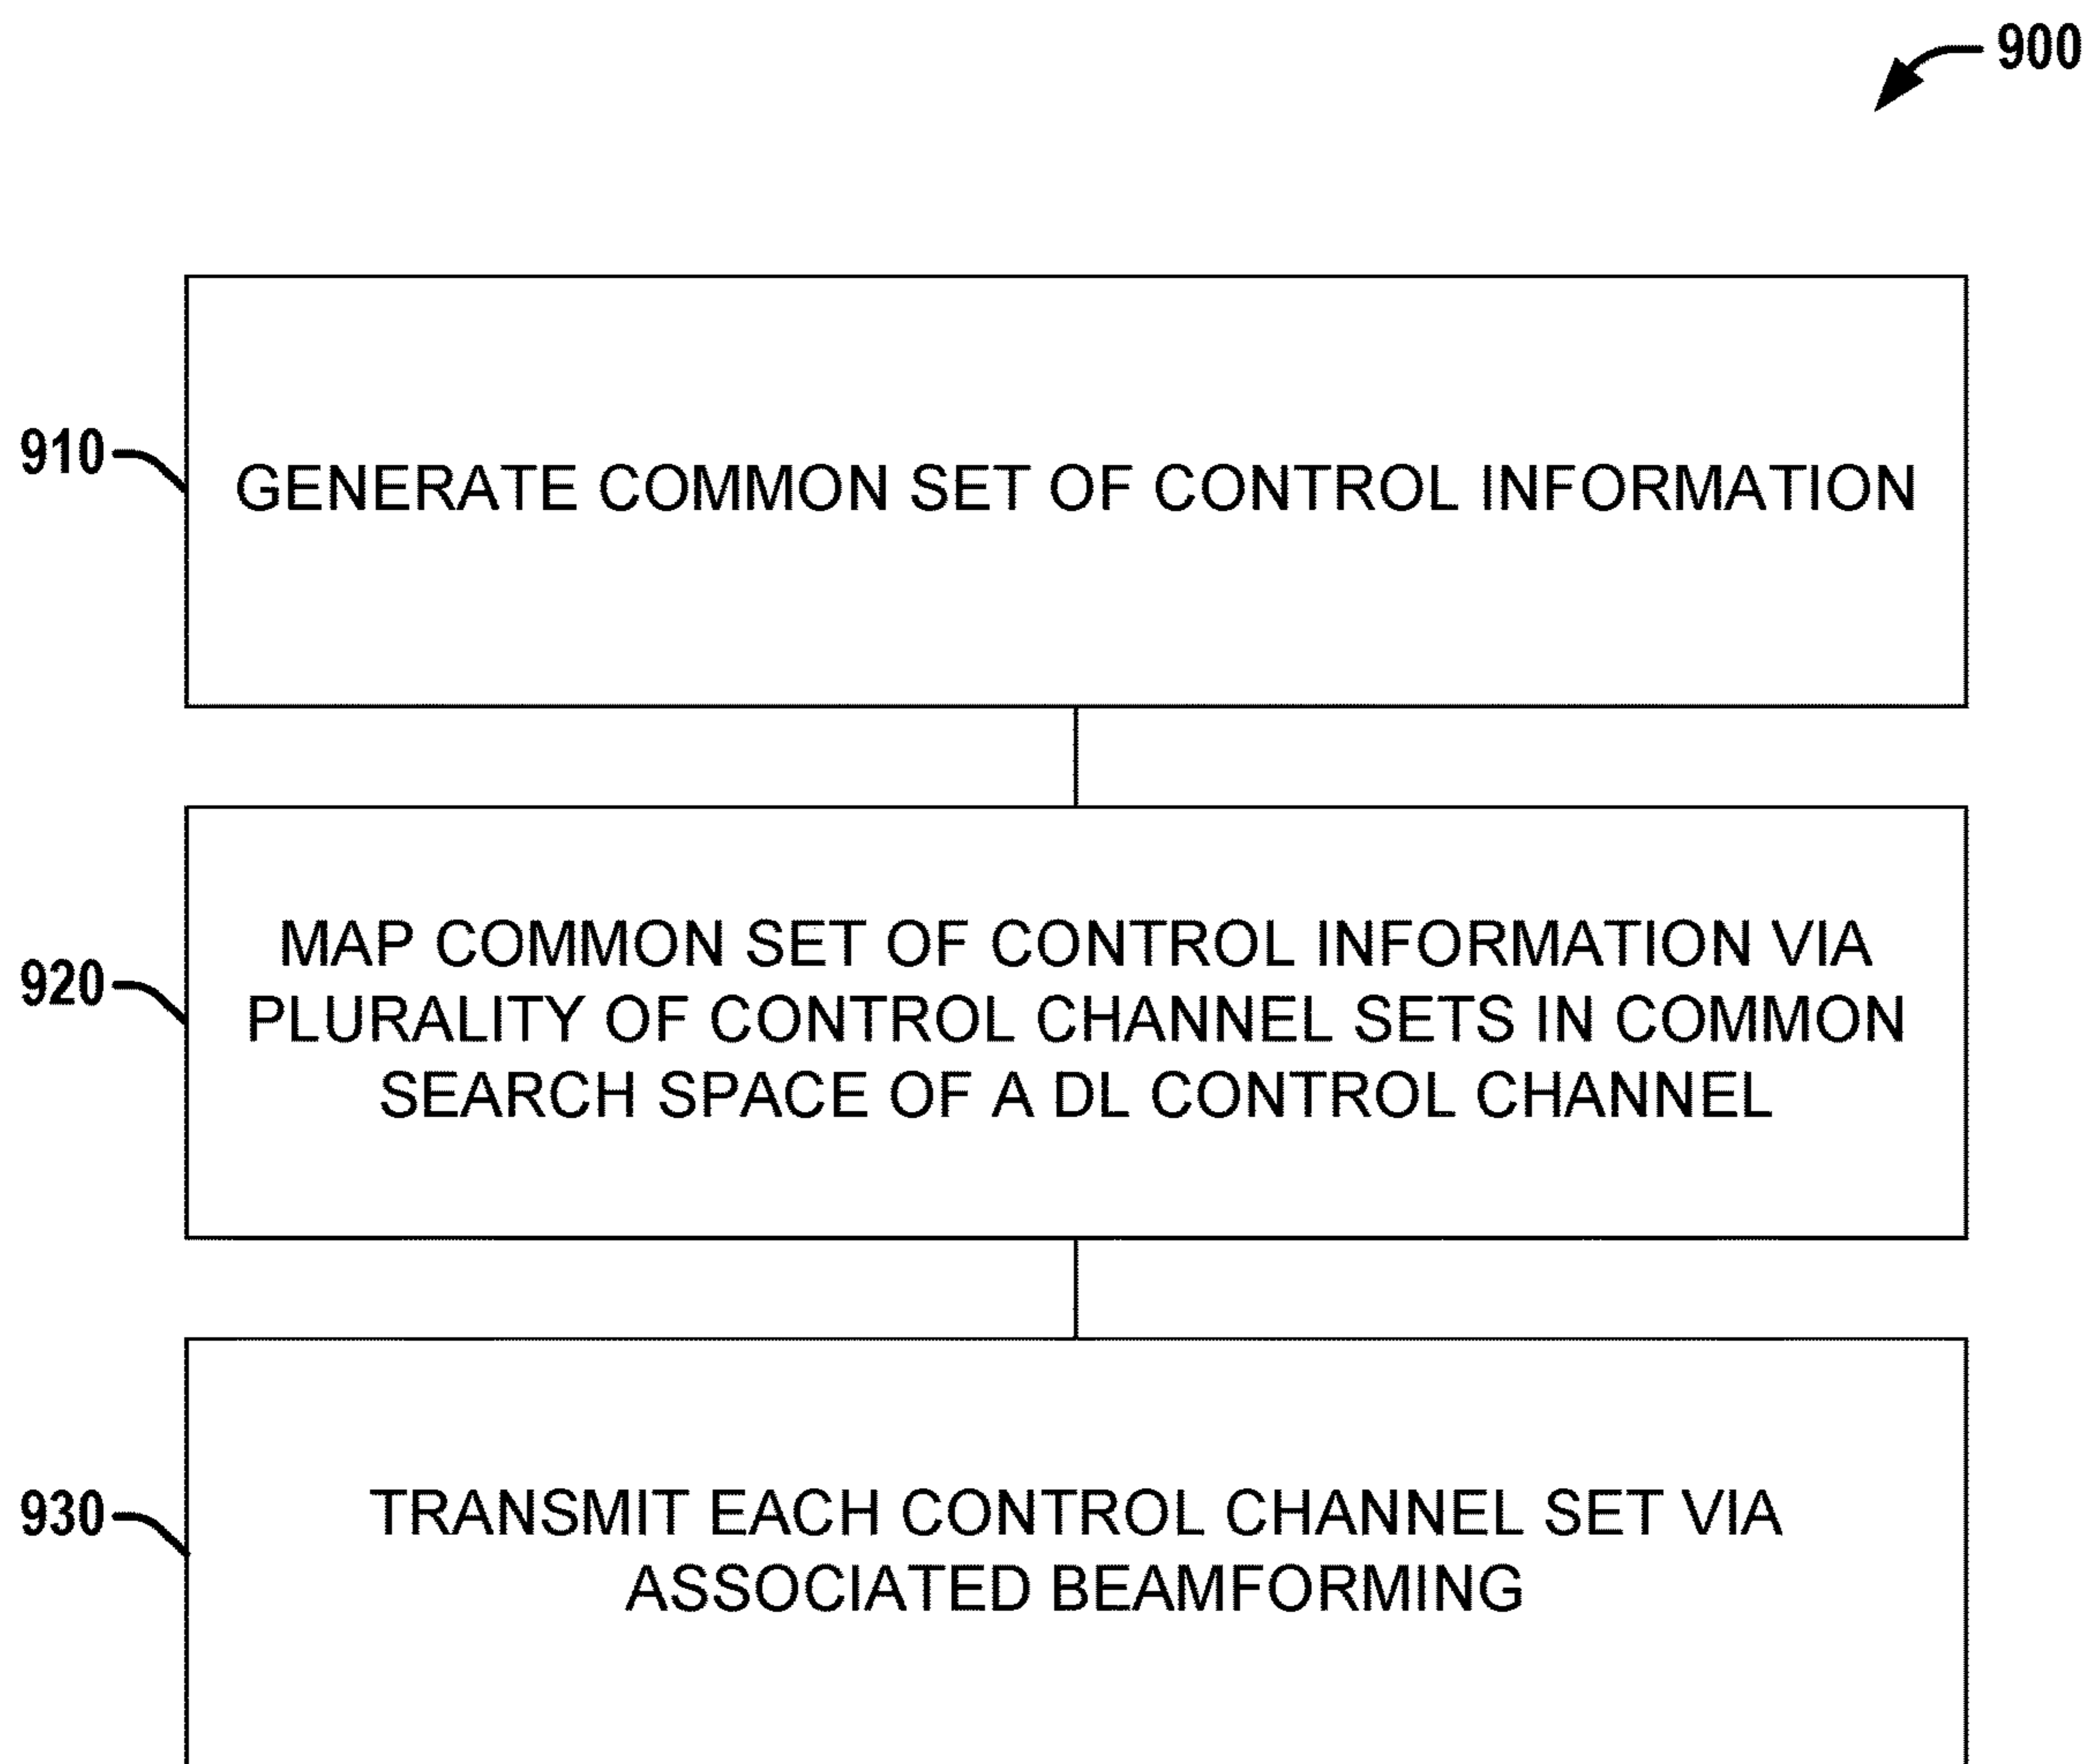 900
910
GENERATE COMMON SET OF CONTROL INFORMATION
920
MAP COMMON SET OF CONTROL INFORMATION VIA
PLURALITY OF CONTROL CHANNEL SETS IN COMMON
SEARCH SPACE OF A DL CONTROL CHANNEL
930
TRANSMIT EACH CONTROL CHANNEL SET VIA
ASSOCIATED BEAMFORMING